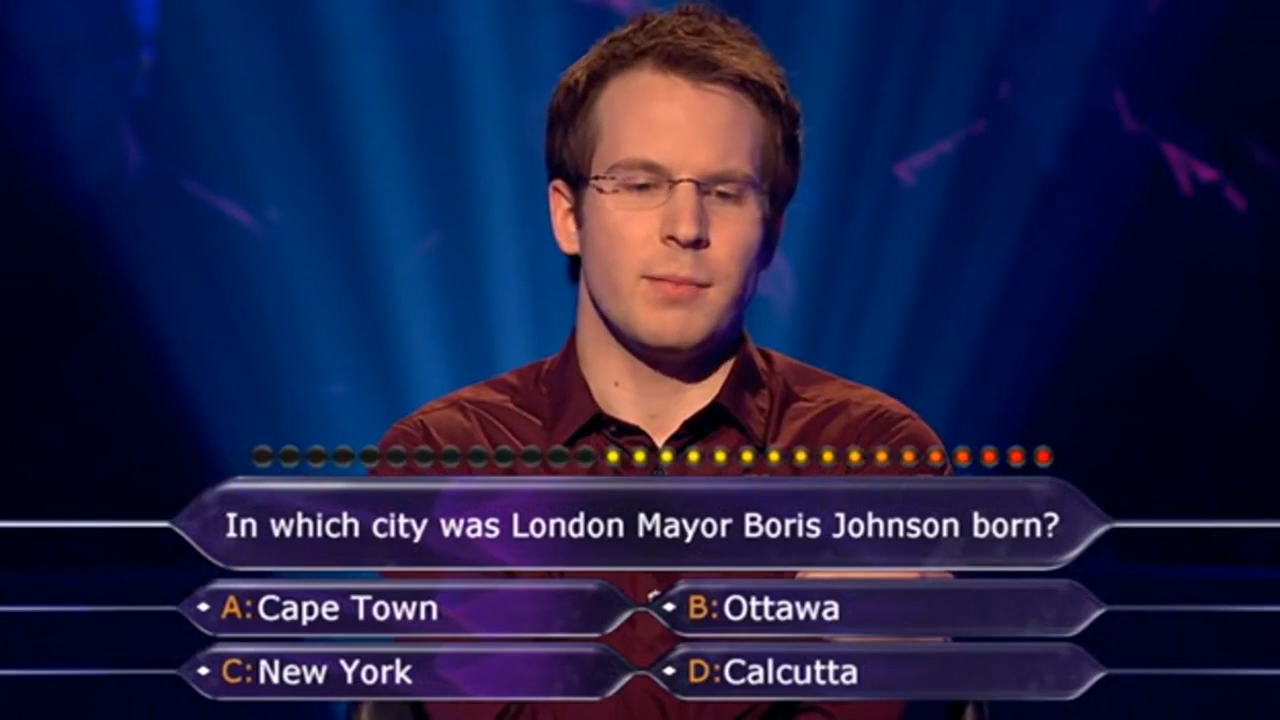 In which city was London Mayor Boris Johnson born?
A: Cape Town
B: Ottawa
C: New York
D: Calcutta